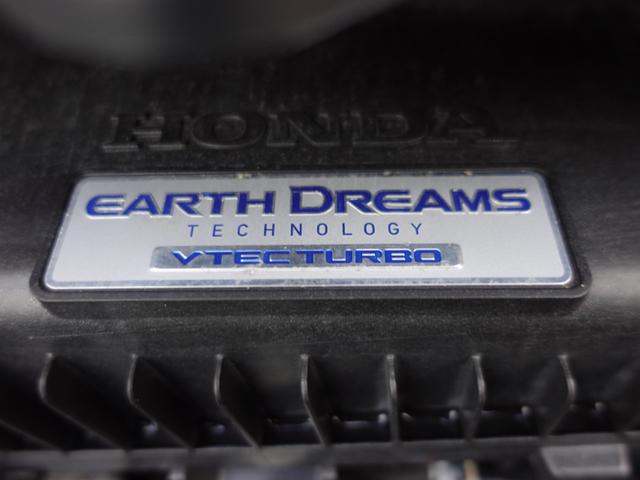 HONDA
EARTH DREAMS
TECHNOLOGY
VTEC TURBO